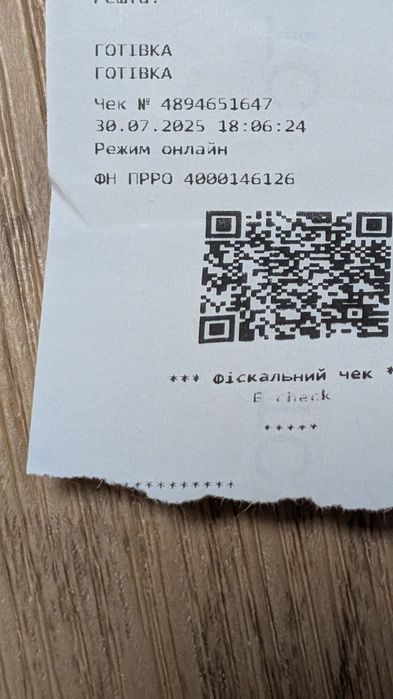 Решта:
ГОТІВКА
ГОТІВКА
Чек № 4894651647
30.07.2025 18:06:24
Режим онлайн
ФН ПРРО 4000146126
*** Фіскальний чек *
E-check
*****
**********